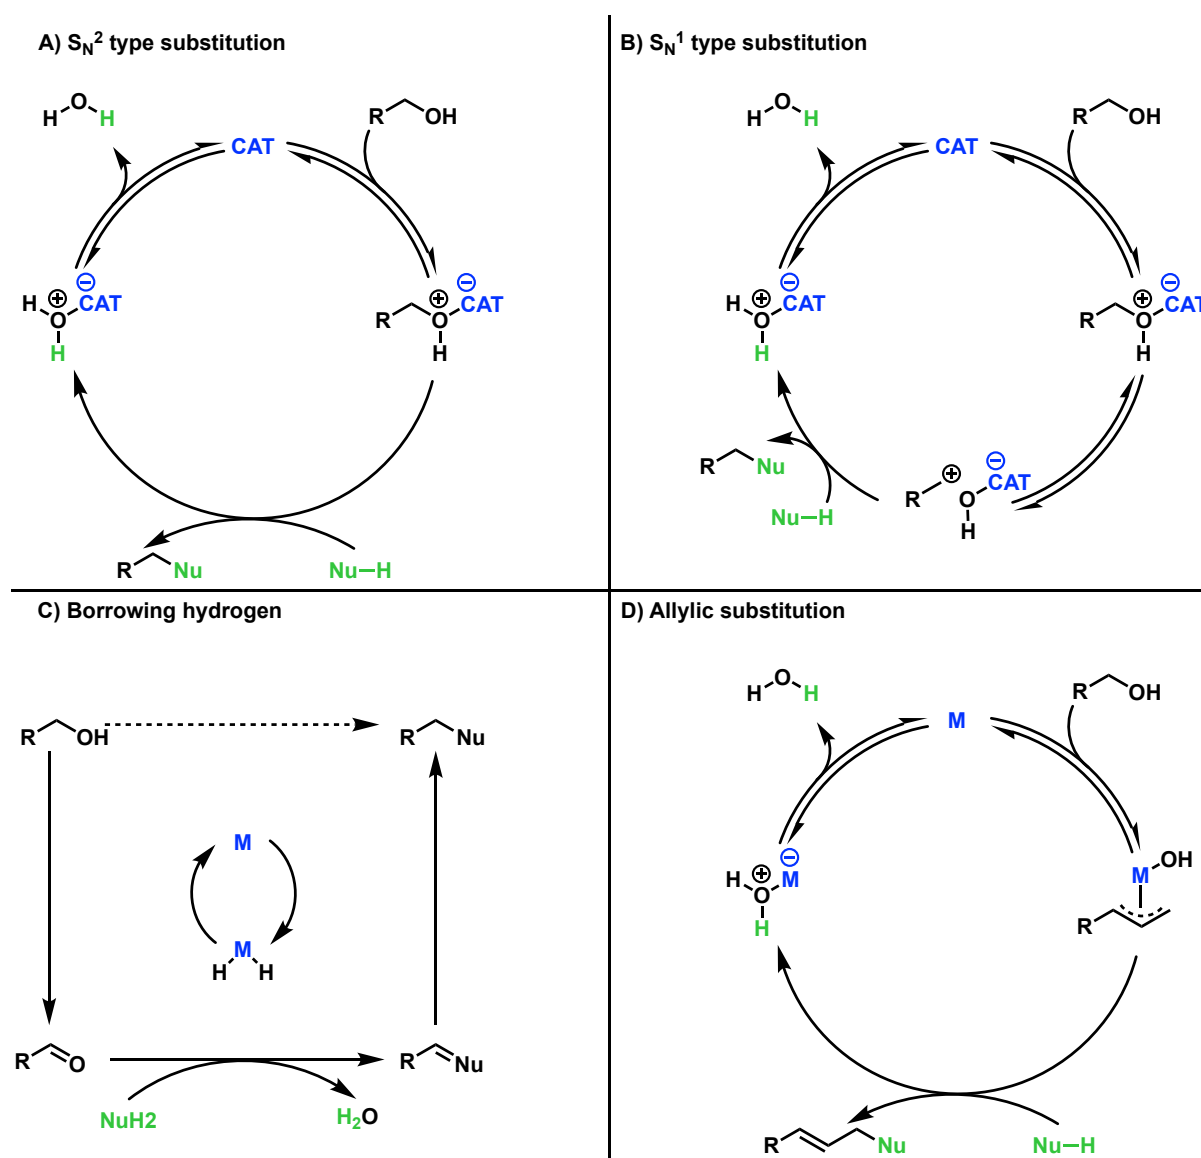 A) SN2 type substitution
H O H
CAT
R OH
H ⊕ O ⊖ CAT
H
R ⊕ O ⊖ CAT
H
R Nu
Nu–H
B) SN1 type substitution
H O H
CAT
R OH
H ⊕ O ⊖ CAT
H
R ⊕ O ⊖ CAT
H
R Nu
Nu–H
R ⊕ O ⊖ CAT
H
C) Borrowing hydrogen
R OH
R Nu
M
M
H H
R O
R Nu
NuH2
H2O
D) Allylic substitution
H O H
M
R OH
H ⊕ O ⊖ M
H
M OH
R
R Nu
Nu–H